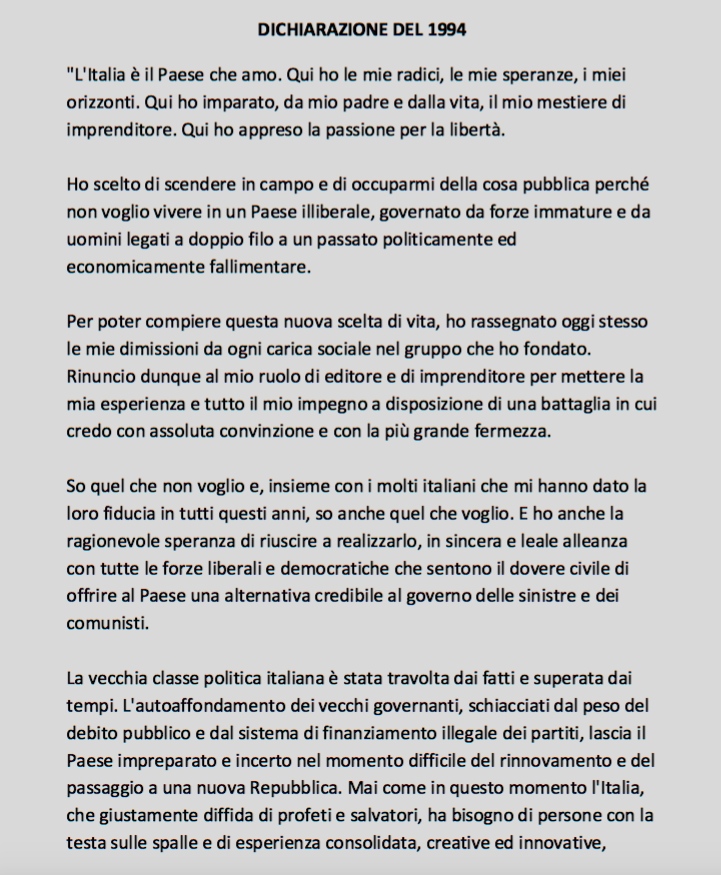 DICHIARAZIONE DEL 1994
"L'Italia è il Paese che amo. Qui ho le mie radici, le mie speranze, i miei
orizzonti. Qui ho imparato, da mio padre e dalla vita, il mio mestiere di
imprenditore. Qui ho appreso la passione per la libertà.
Ho scelto di scendere in campo e di occuparmi della cosa pubblica perché
non voglio vivere in un Paese illiberale, governato da forze immature e da
uomini legati a doppio filo a un passato politicamente ed
economicamente fallimentare.
Per poter compiere questa nuova scelta di vita, ho rassegnato oggi stesso
le mie dimissioni da ogni carica sociale nel gruppo che ho fondato.
Rinuncio dunque al mio ruolo di editore e di imprenditore per mettere la
mia esperienza e tutto il mio impegno a disposizione di una battaglia in cui
credo con assoluta convinzione e con la più grande fermezza.
So quel che non voglio e, insieme con i molti italiani che mi hanno dato la
loro fiducia in tutti questi anni, so anche quel che voglio. E ho anche la
ragionevole speranza di riuscire a realizzarlo, in sincera e leale alleanza
con tutte le forze liberali e democratiche che sentono il dovere civile di
offrire al Paese una alternativa credibile al governo delle sinistre e dei
comunisti.
La vecchia classe politica italiana è stata travolta dai fatti e superata dai
tempi. L'autoaffondamento dei vecchi governanti, schiacciati dal peso del
debito pubblico e dal sistema di finanziamento illegale dei partiti, lascia il
Paese impreparato e incerto nel momento difficile del rinnovamento e del
passaggio a una nuova Repubblica. Mai come in questo momento l'Italia,
che giustamente diffida di profeti e salvatori, ha bisogno di persone con la
testa sulle spalle e di esperienza consolidata, creative ed innovative,